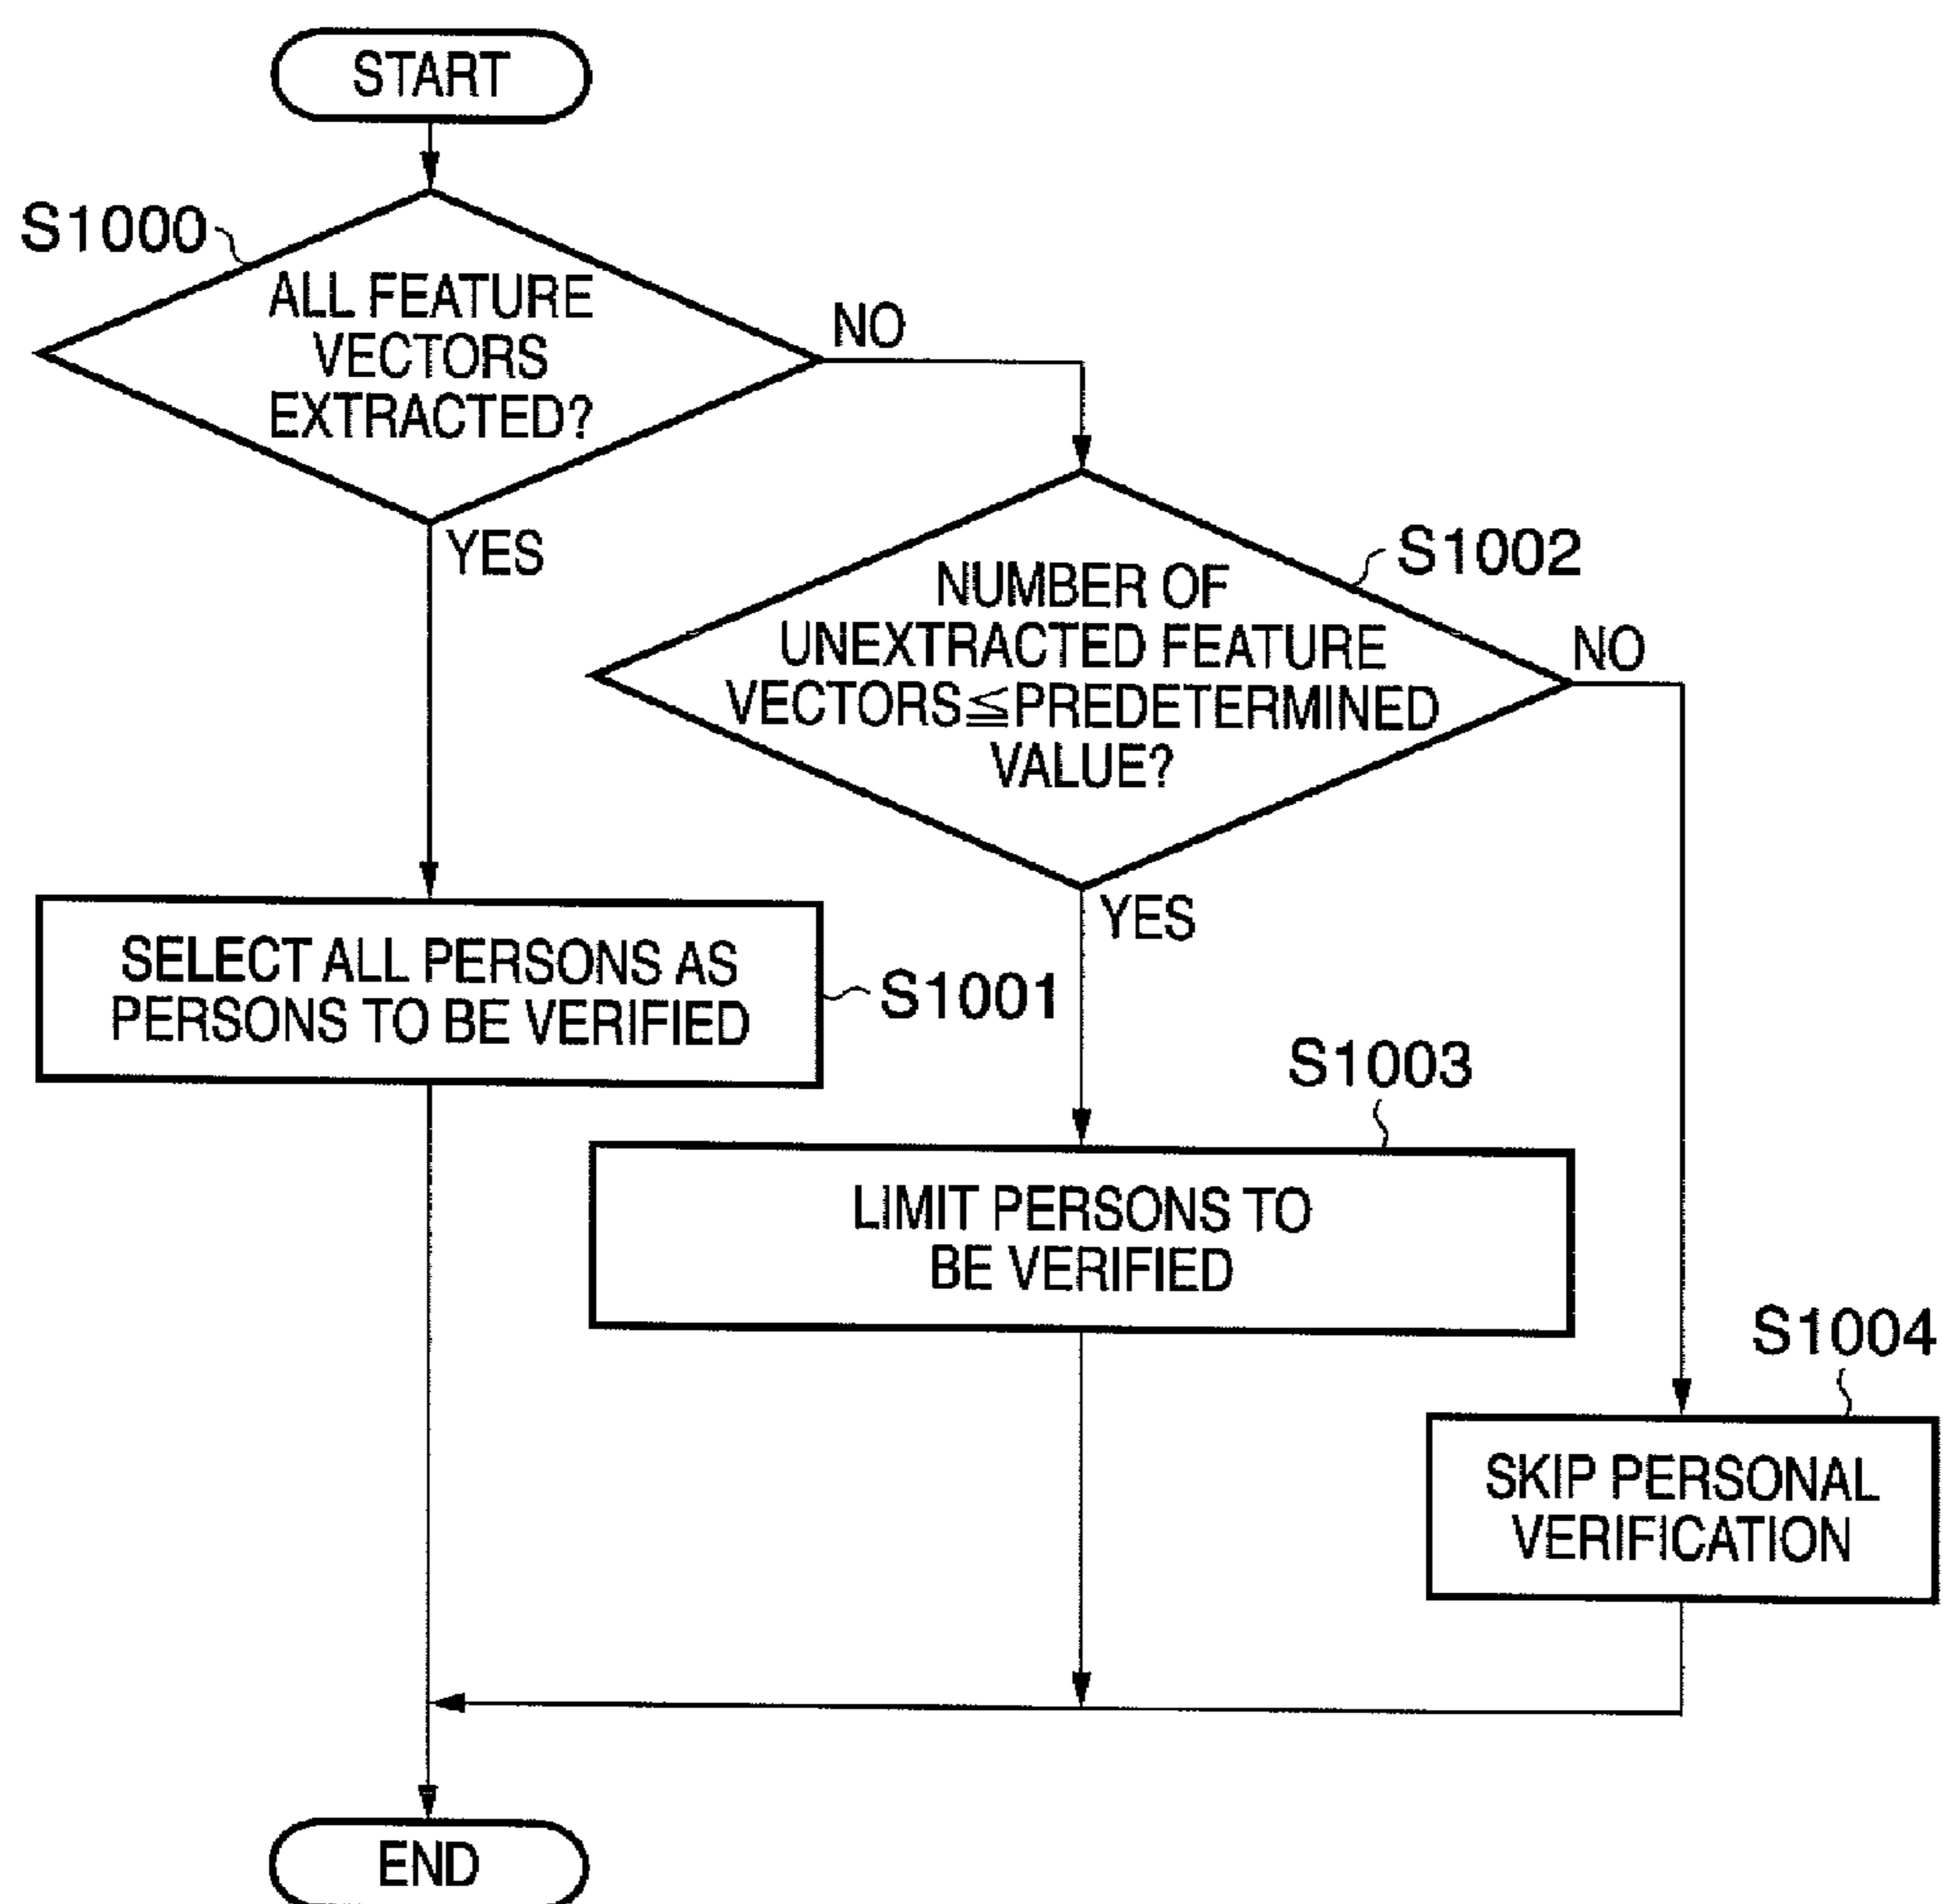 START
S1000
ALL FEATURE
VECTORS
EXTRACTED?
NO
YES
S1002
NUMBER OF
UNEXTRACTED FEATURE
VECTORS≦PREDETERMINED
VALUE?
NO
YES
SELECT ALL PERSONS AS
PERSONS TO BE VERIFIED
S1001
S1003
LIMIT PERSONS TO
BE VERIFIED
S1004
SKIP PERSONAL
VERIFICATION
END